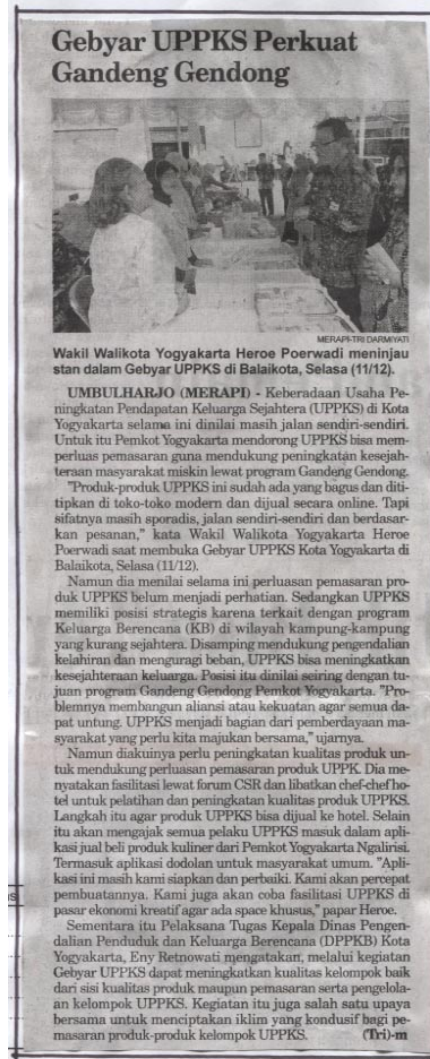 Gebyar UPPKS Perkuat
Gandeng Gendong
MERAPI-TRI DARMIYATI
Wakil Walikota Yogyakarta Heroe Poerwadi meninjau
stan dalam Gebyar UPPKS di Balaikota, Selasa (11/12).
UMBULHARJO (MERAPI) - Keberadaan Usaha Pe-
ningkatan Pendapatan Keluarga Sejahtera (UPPKS) di Kota
Yogyakarta selama ini dinilai masih jalan sendiri-sendiri.
Untuk itu Pemkot Yogyakarta mendorong UPPKS bisa mem-
perluas pemasaran guna mendukung peningkatan kesejah-
teraan masyarakat miskin lewat program Gandeng Gendong.
"Produk-produk UPPKS ini sudah ada yang bagus dan diti-
tipkan di toko-toko modern dan dijual secara online. Tapi
sifatnya masih sporadis, jalan sendiri-sendiri dan berdasar-
kan pesanan," kata Wakil Walikota Yogyakarta Heroe
Poerwadi saat membuka Gebyar UPPKS Kota Yogyakarta di
Balaikota, Selasa (11/12).
Namun dia menilai selama ini perluasan pemasaran pro-
duk UPPKS belum menjadi perhatian. Sedangkan UPPKS
memiliki posisi strategis karena terkait dengan program
Keluarga Berencana (KB) di wilayah kampung-kampung
yang kurang sejahtera. Disamping mendukung pengendalian
kelahiran dan menguragi beban, UPPKS bisa meningkatkan
kesejahteraan keluarga. Posisi itu dinilai seiring dengan tu-
juan program Gandeng Gendong Pemkot Yogyakarta. "Pro-
blemnya membangun aliansi atau kekuatan agar semua da-
pat untung. UPPKS menjadi bagian dari pemberdayaan ma-
syarakat yang perlu kita majukan bersama," ujarnya.
Namun diakuinya perlu peningkatan kualitas produk un-
tuk mendukung perluasan pemasaran produk UPPK. Dia me-
nyatakan fasilitasi lewat forum CSR dan libatkan chef-chef ho-
tel untuk pelatihan dan peningkatan kualitas produk UPPKS.
Langkah itu agar produk UPPKS bisa dijual ke hotel. Selain
itu akan mengajak semua pelaku UPPKS masuk dalam apli-
kasi jual beli produk kuliner dari Pemkot Yogyakarta Nglarisi.
Termasuk aplikasi dodolan untuk masyarakat umum. "Apli-
kasi ini masih kami siapkan dan perbaiki. Kami akan percepat
pembuatannya. Kami juga akan coba fasilitasi UPPKS di
pasar ekonomi kreatif agar ada space khusus," papar Heroe.
Sementara itu Pelaksana Tugas Kepala Dinas Pengen-
dalian Penduduk dan Keluarga Berencana (DPPKB) Kota
Yogyakarta, Eny Retnowati mengatakan, melalui kegiatan
Gebyar UPPKS dapat meningkatkan kualitas kelompok baik
dari sisi kualitas produk maupun pemasaran serta pengelola-
an kelompok UPPKS. Kegiatan itu juga salah satu upaya
bersama untuk menciptakan iklim yang kondusif bagi pe-
masaran produk-produk kelompok UPPKS. (Tri)-m